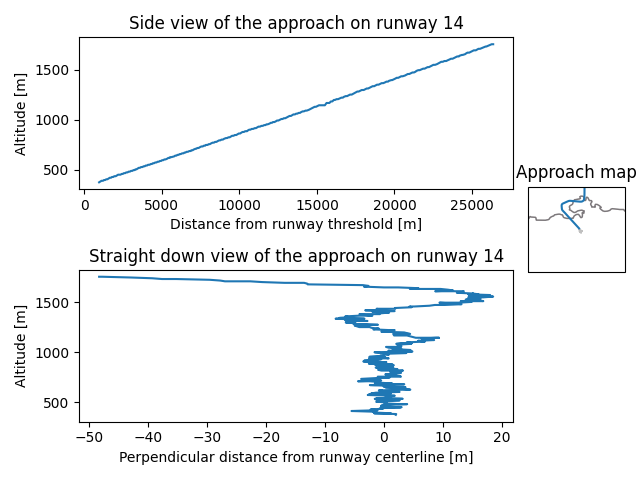 Side view of the approach on runway 14
1500
1000
500
Altitude [m]
0 5000 10000 15000 20000 25000
Distance from runway threshold [m]
Approach map
Straight down view of the approach on runway 14
1500
1000
500
Altitude [m]
−50 −40 −30 −20 −10 0 10 20
Perpendicular distance from runway centerline [m]